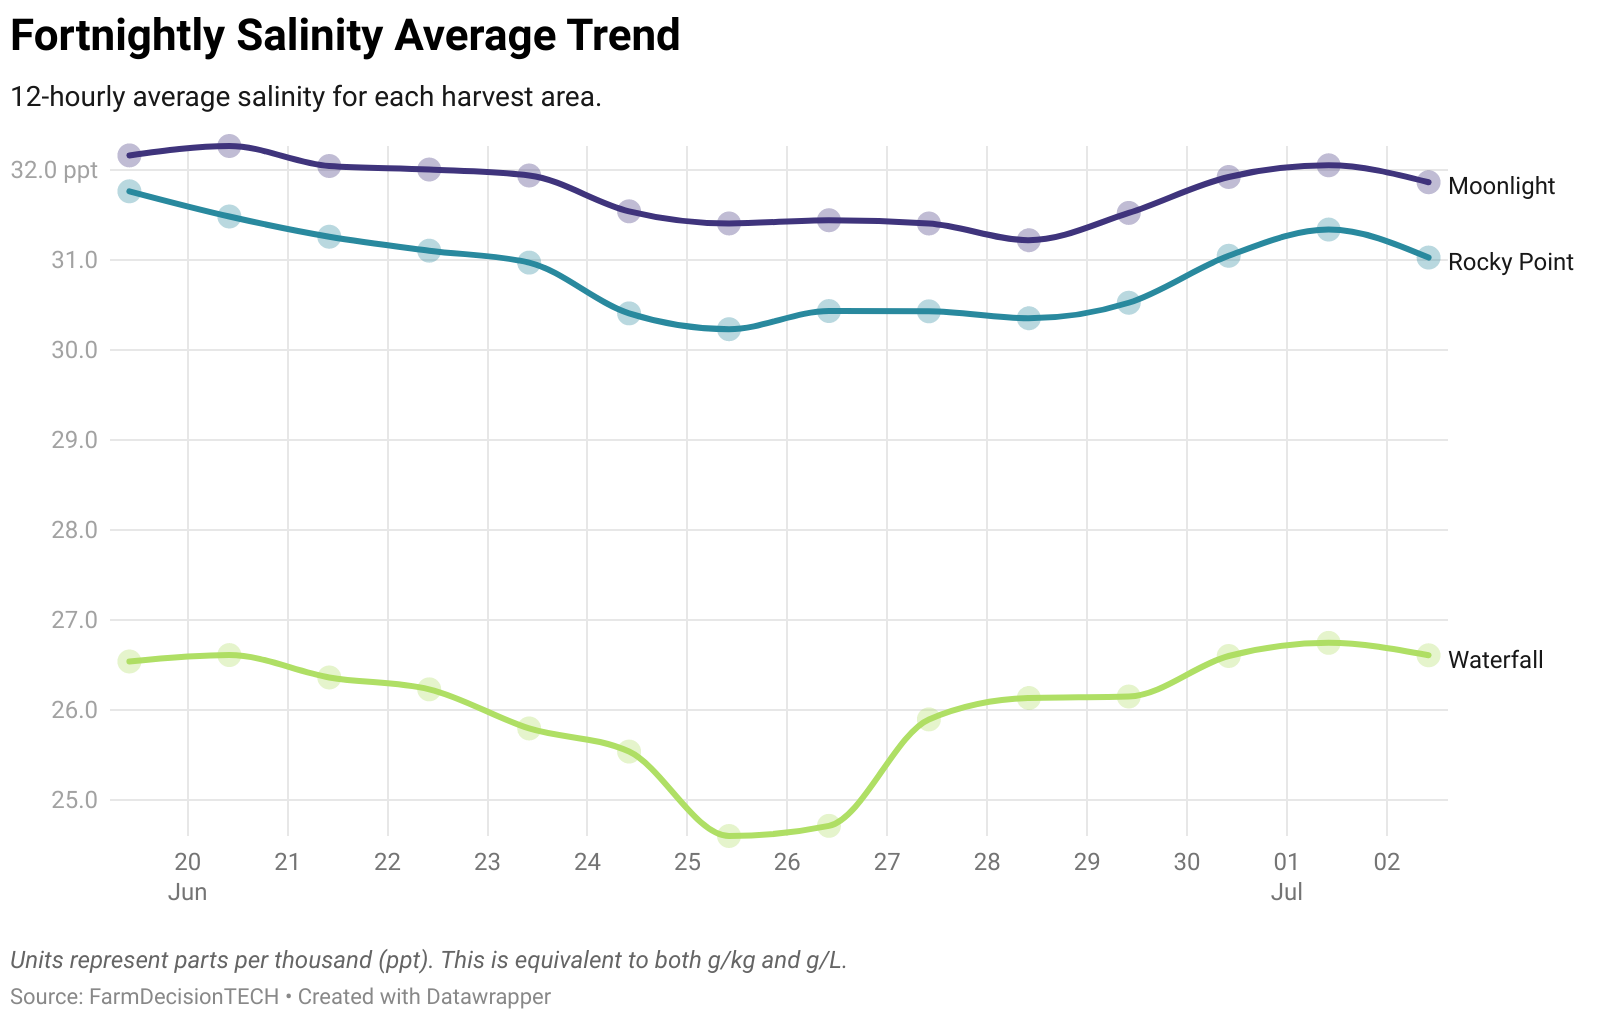 Fortnightly Salinity Average Trend
12-hourly average salinity for each harvest area.
32.0 ppt
31.0
30.0
29.0
28.0
27.0
26.0
25.0
Moonlight
Rocky Point
Waterfall
20 21 22 23 24 25 26 27 28 29 30 01 02
Jun Jul
Units represent parts per thousand (ppt). This is equivalent to both g/kg and g/L.
Source: FarmDecisionTECH • Created with Datawrapper